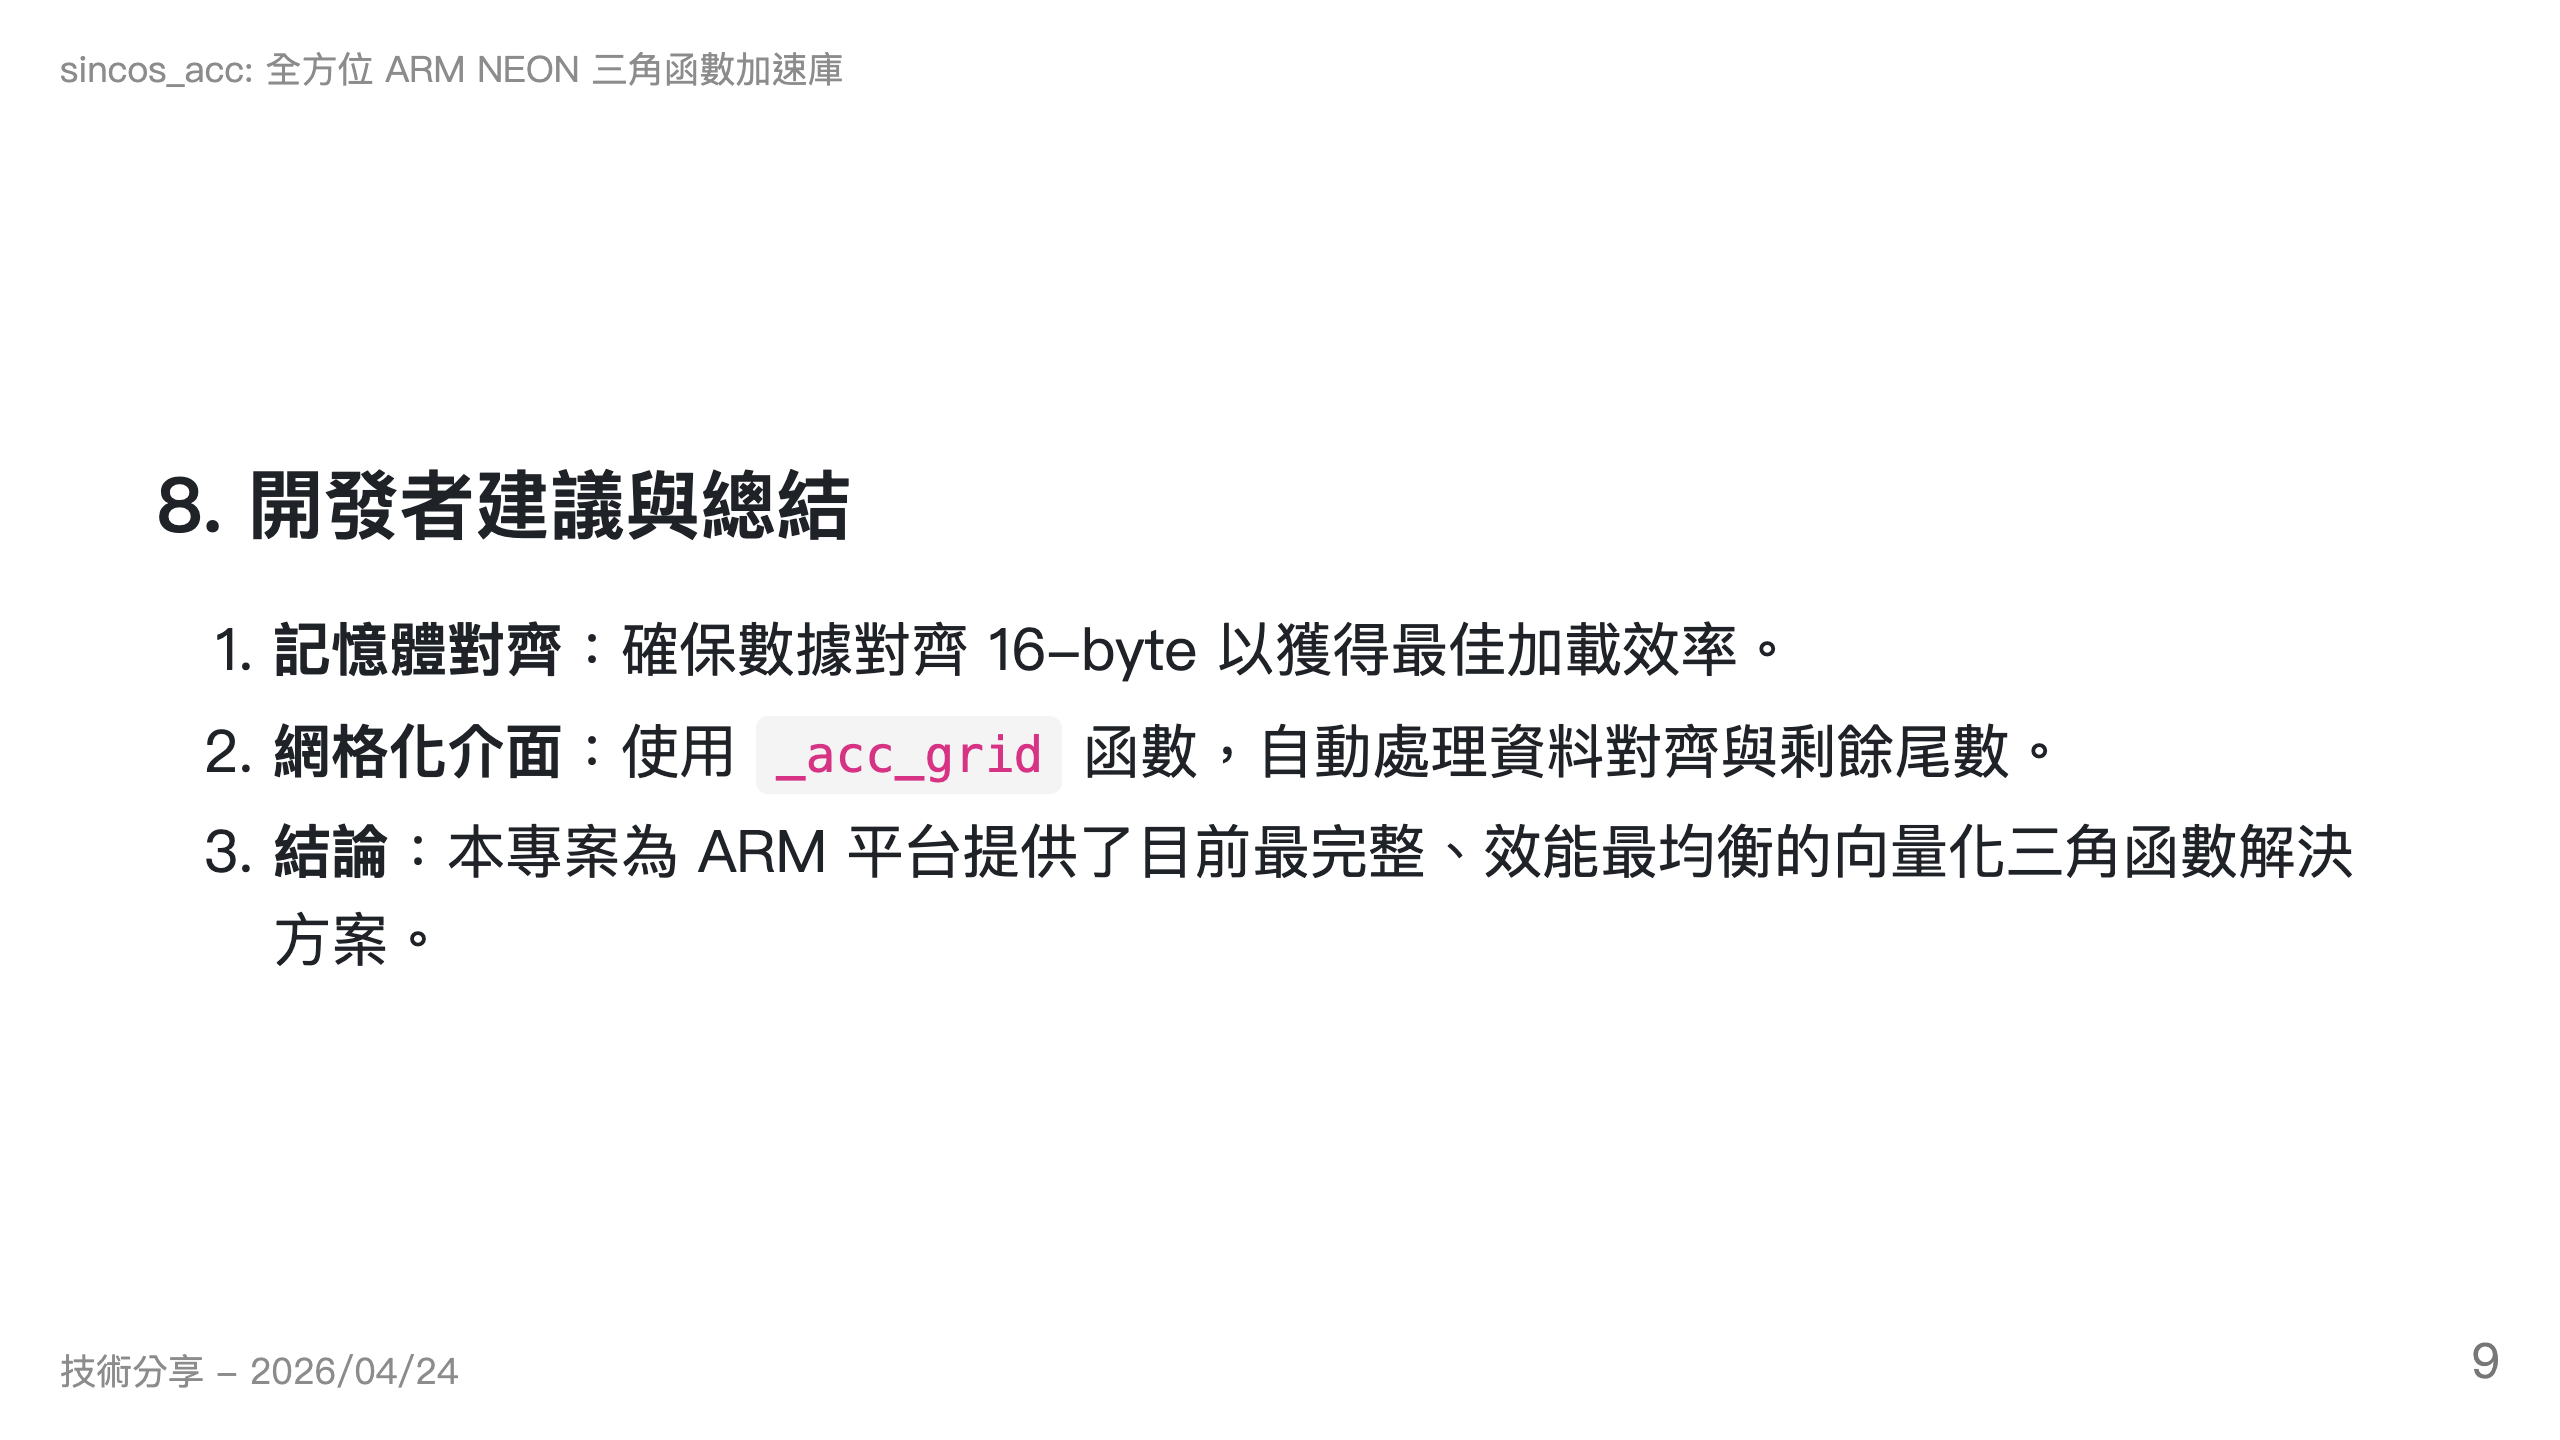 sincos_acc: 全方位 ARM NEON 三角函數加速庫
8. 開發者建議與總結
1. 記憶體對齊：確保數據對齊 16-byte 以獲得最佳加載效率。
2. 網格化介面：使用 _acc_grid 函數，自動處理資料對齊與剩餘尾數。
3. 結論：本專案為 ARM 平台提供了目前最完整、效能最均衡的向量化三角函數解決
方案。
技術分享 - 2026/04/24
9